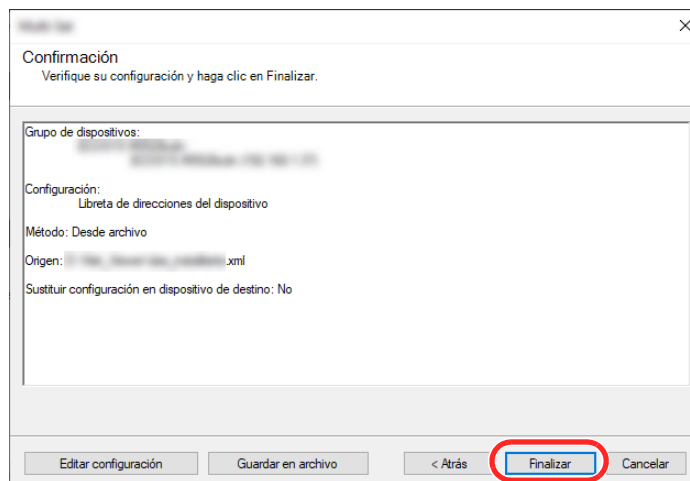 Confirmación
Verifique su configuración y haga clic en Finalizar.
Grupo de dispositivos:
Configuración:
Libreta de direcciones del dispositivo
Método: Desde archivo
Origen: .xml
Sustituir configuración en dispositivo de destino: No
Editar configuración
Guardar en archivo
< Atrás
Finalizar
Cancelar